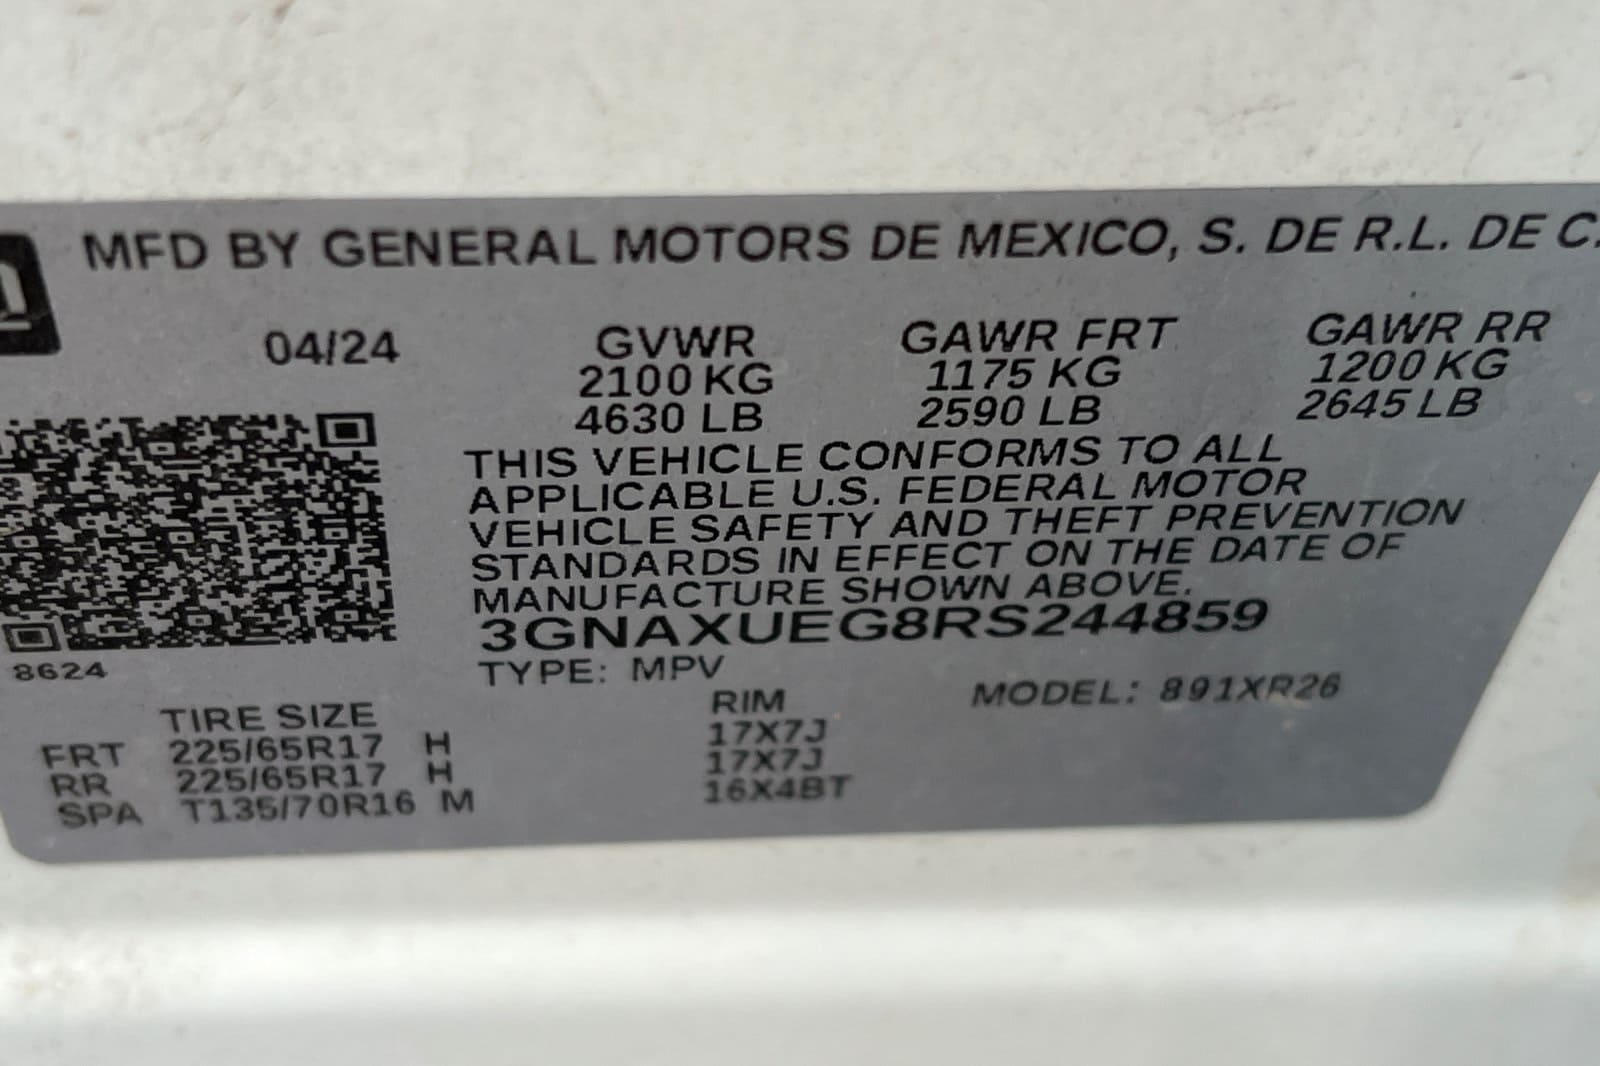 MFD BY GENERAL MOTORS DE MEXICO, S. DE R.L. DE C.
04/24 GVWR GAWR FRT GAWR RR
2100 KG 1175 KG 1200 KG
4630 LB 2590 LB 2645 LB
THIS VEHICLE CONFORMS TO ALL
APPLICABLE U.S. FEDERAL MOTOR
VEHICLE SAFETY AND THEFT PREVENTION
STANDARDS IN EFFECT ON THE DATE OF
MANUFACTURE SHOWN ABOVE.
3GNAXUEG8RS244859
8624
TYPE: MPV MODEL: 891XR26
TIRE SIZE RIM
FRT 225/65R17 H 17X7J
RR 225/65R17 H 17X7J
SPA T135/70R16 M 16X4BT